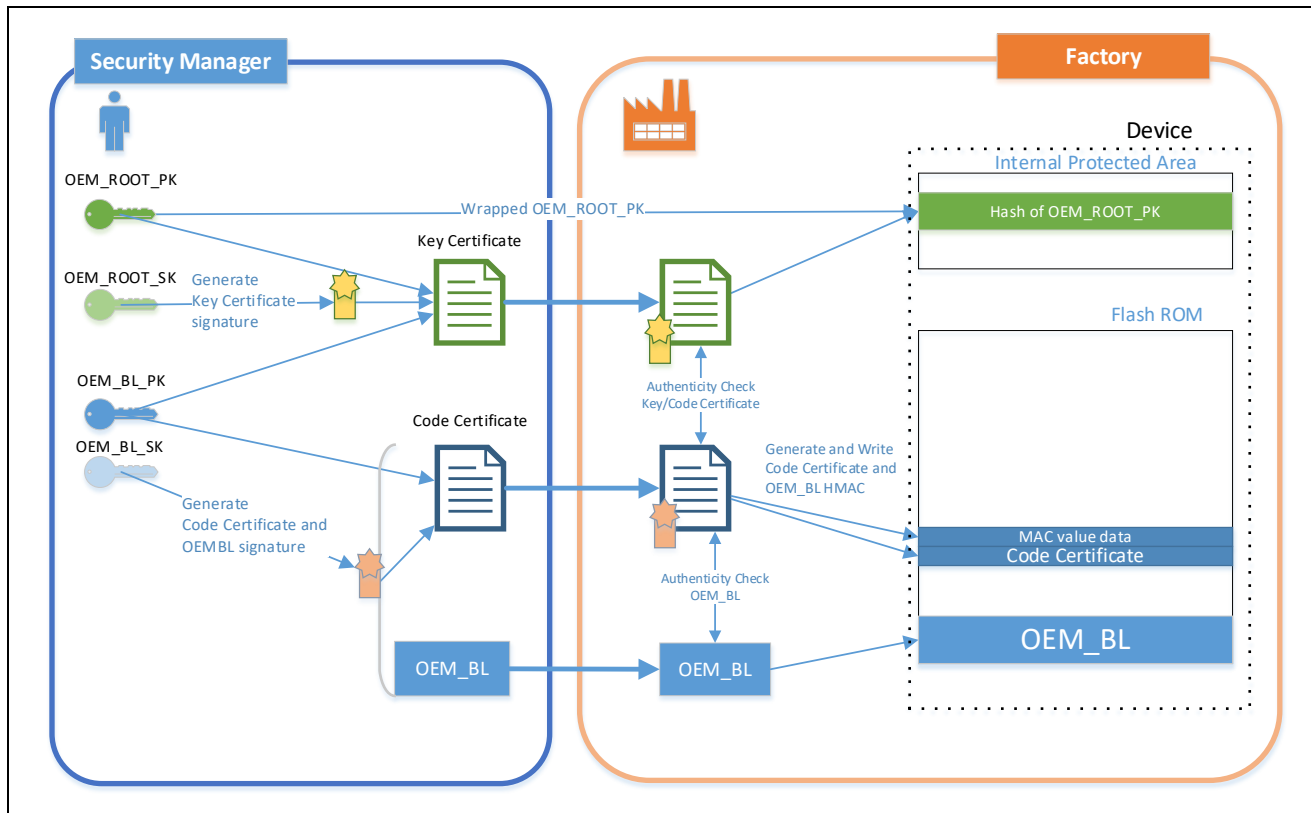 Security Manager
Factory
Device
Internal Protected Area
OEM_ROOT_PK
Wrapped OEM_ROOT_PK
Hash of OEM_ROOT_PK
Key Certificate
OEM_ROOT_SK
Generate
Key Certificate
signature
Flash ROM
OEM_BL_PK
Authenticity Check
Key/Code Certificate
Code Certificate
OEM_BL_SK
Generate and Write
Code Certificate and
OEM_BL HMAC
Generate
Code Certificate and
OEMBL signature
MAC value data
Code Certificate
Authenticity Check
OEM_BL
OEM_BL
OEM_BL
OEM_BL